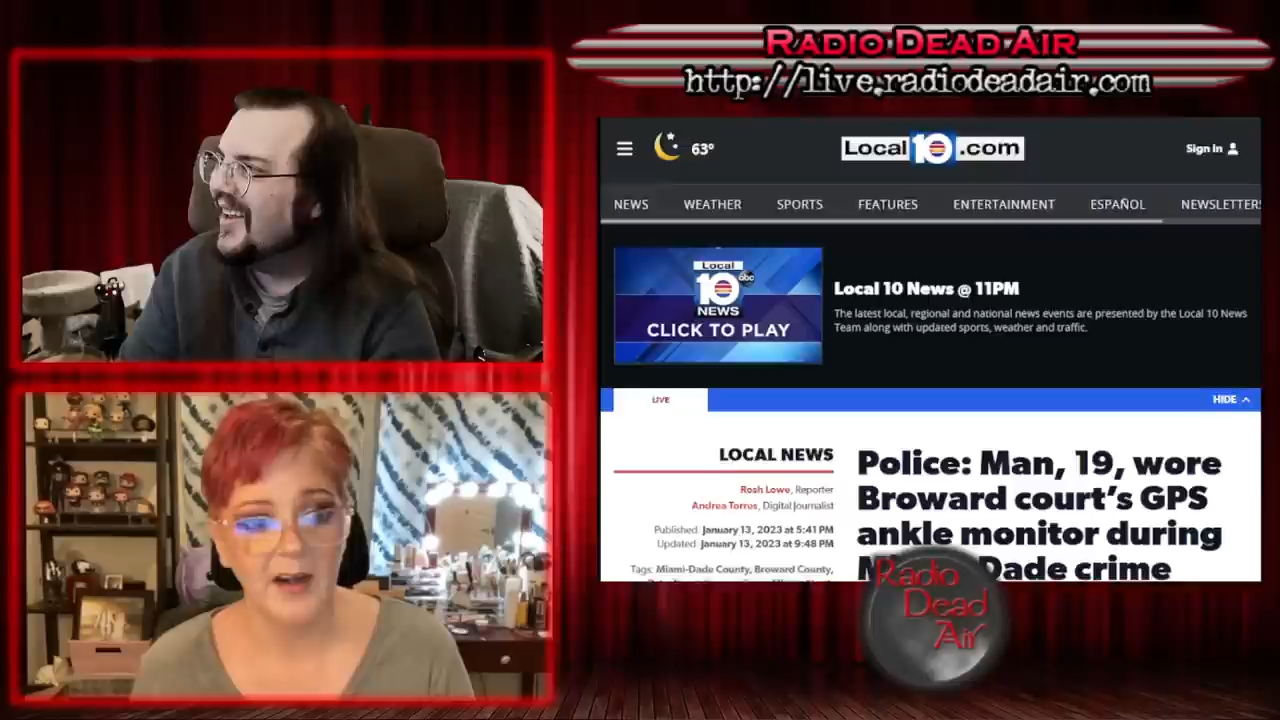 RADIO DEAD AIR
http://live.radiodeadair.com
63°
Local 10 .com
Sign In
NEWS WEATHER SPORTS FEATURES ENTERTAINMENT ESPAÑOL NEWSLETTERS
Local
10 abc
NEWS
CLICK TO PLAY
Local 10 News @ 11PM
The latest local, regional and national news events are presented by the Local 10 News
Team along with updated sports, weather and traffic.
LIVE
HIDE
LOCAL NEWS
Rosh Lowe, Reporter
Andrea Torres, Digital Journalist
Published: January 13, 2023 at 5:41 PM
Updated: January 13, 2023 at 9:48 PM
Tags: Miami-Dade County, Broward County,
Police: Man, 19, wore
Broward court's GPS
ankle monitor during
Dade crime
Radio
Dead
Air